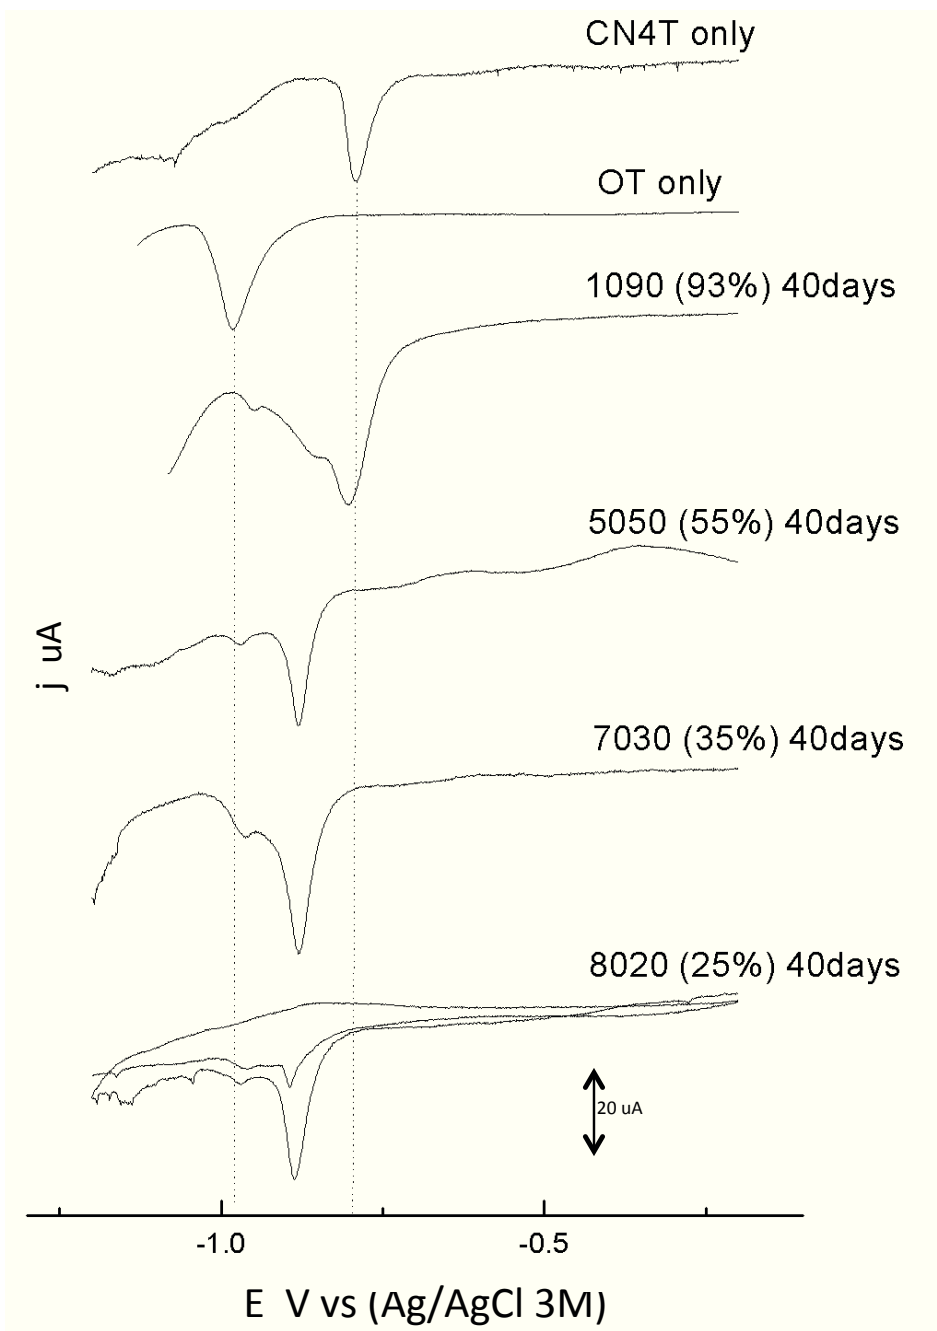 CN4T only
OT only
1090 (93%) 40days
5050 (55%) 40days
j uA
7030 (35%) 40days
8020 (25%) 40days
20 uA
-1.0
-0.5
E V vs (Ag/AgCl 3M)